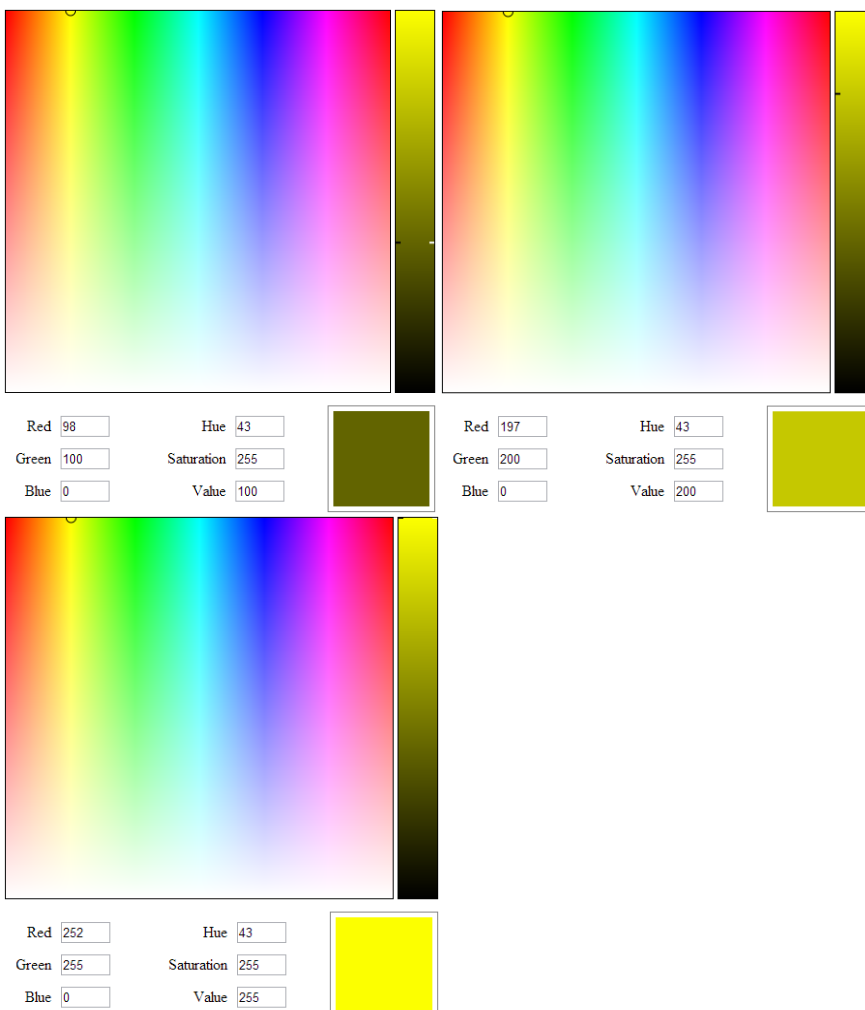 Red 98 Hue 43
Green 100 Saturation 255
Blue 0 Value 100
Red 197 Hue 43
Green 200 Saturation 255
Blue 0 Value 200
Red 252 Hue 43
Green 255 Saturation 255
Blue 0 Value 255